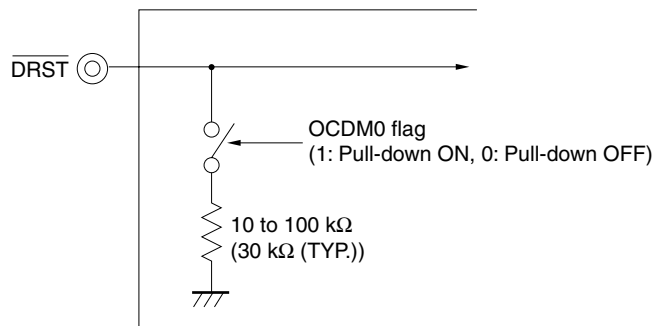 DRST
OCDM0 flag
(1: Pull-down ON, 0: Pull-down OFF)
10 to 100 kΩ
(30 kΩ (TYP.))